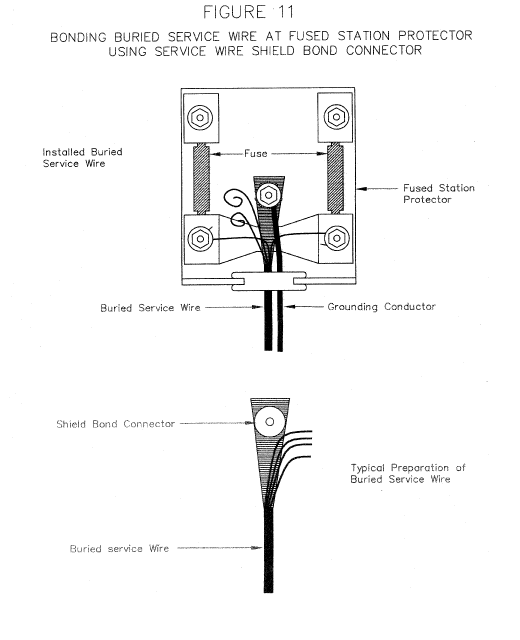 FIGURE 11
BONDING BURIED SERVICE WIRE AT FUSED STATION PROTECTOR
USING SERVICE WIRE SHIELD BOND CONNECTOR
Installed Buried
Service Wire
Fuse
Fused Station
Protector
Buried Service Wire
Grounding Conductor
Shield Bond Connector
Typical Preparation of
Buried Service Wire
Buried service Wire